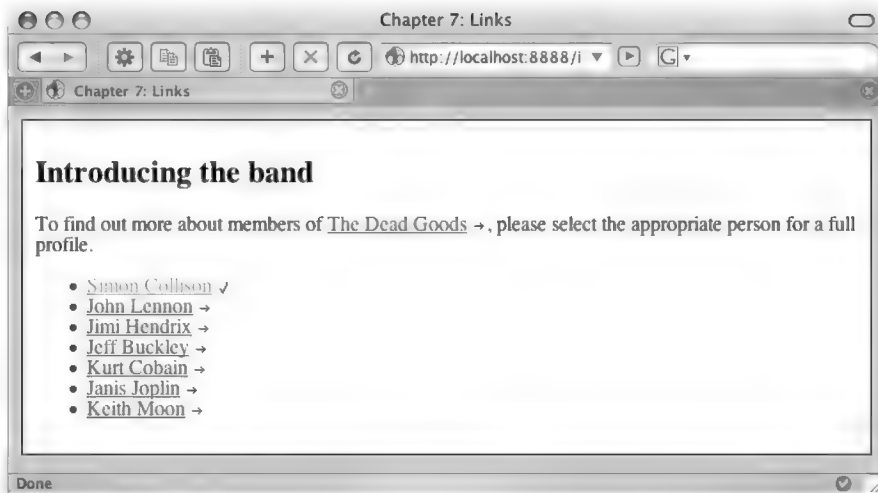 Chapter 7: Links
http://localhost:8888/i
G
Chapter 7: Links
Introducing the band
To find out more about members of The Dead Goods →, please select the appropriate person for a full
profile.
• Simon Collison ✓
• John Lennon →
• Jimi Hendrix →
• Jeff Buckley →
• Kurt Cobain →
• Janis Joplin →
• Keith Moon →
Done